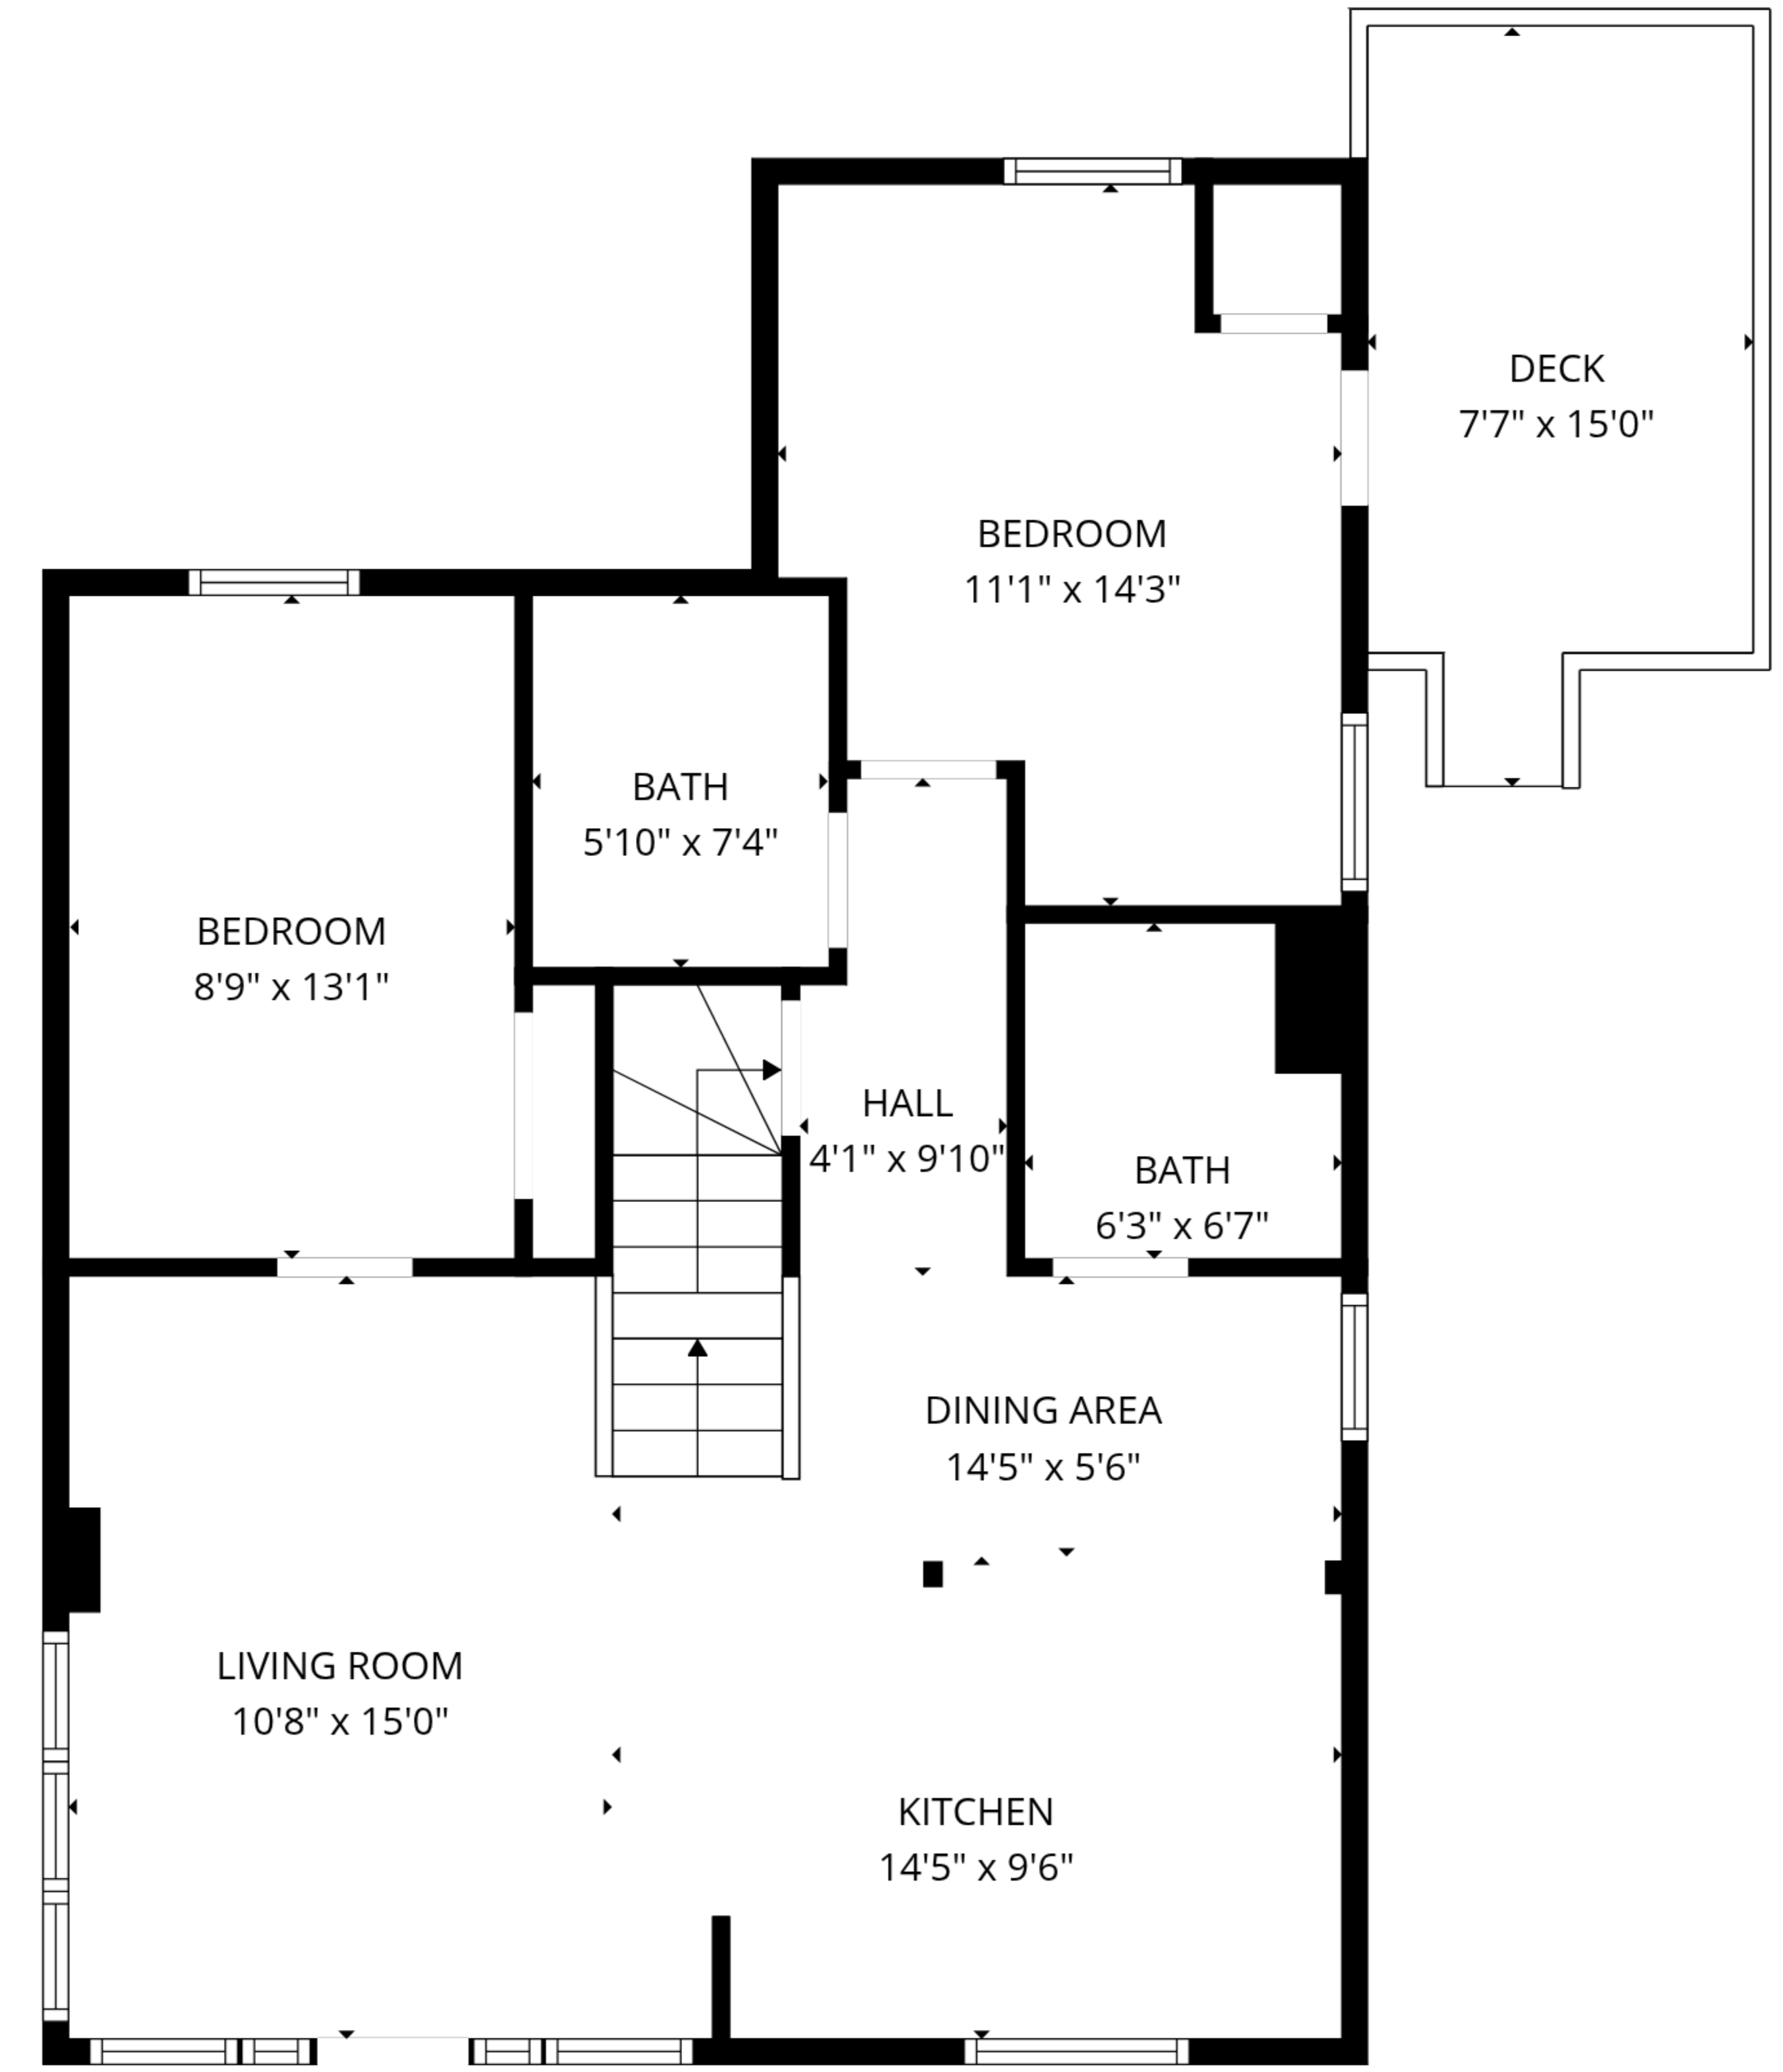 DECK
7'7" x 15'0"
BEDROOM
11'1" x 14'3"
BATH
5'10" x 7'4"
BEDROOM
8'9" x 13'1"
HALL
4'1" x 9'10"
BATH
6'3" x 6'7"
DINING AREA
14'5" x 5'6"
LIVING ROOM
10'8" x 15'0"
KITCHEN
14'5" x 9'6"